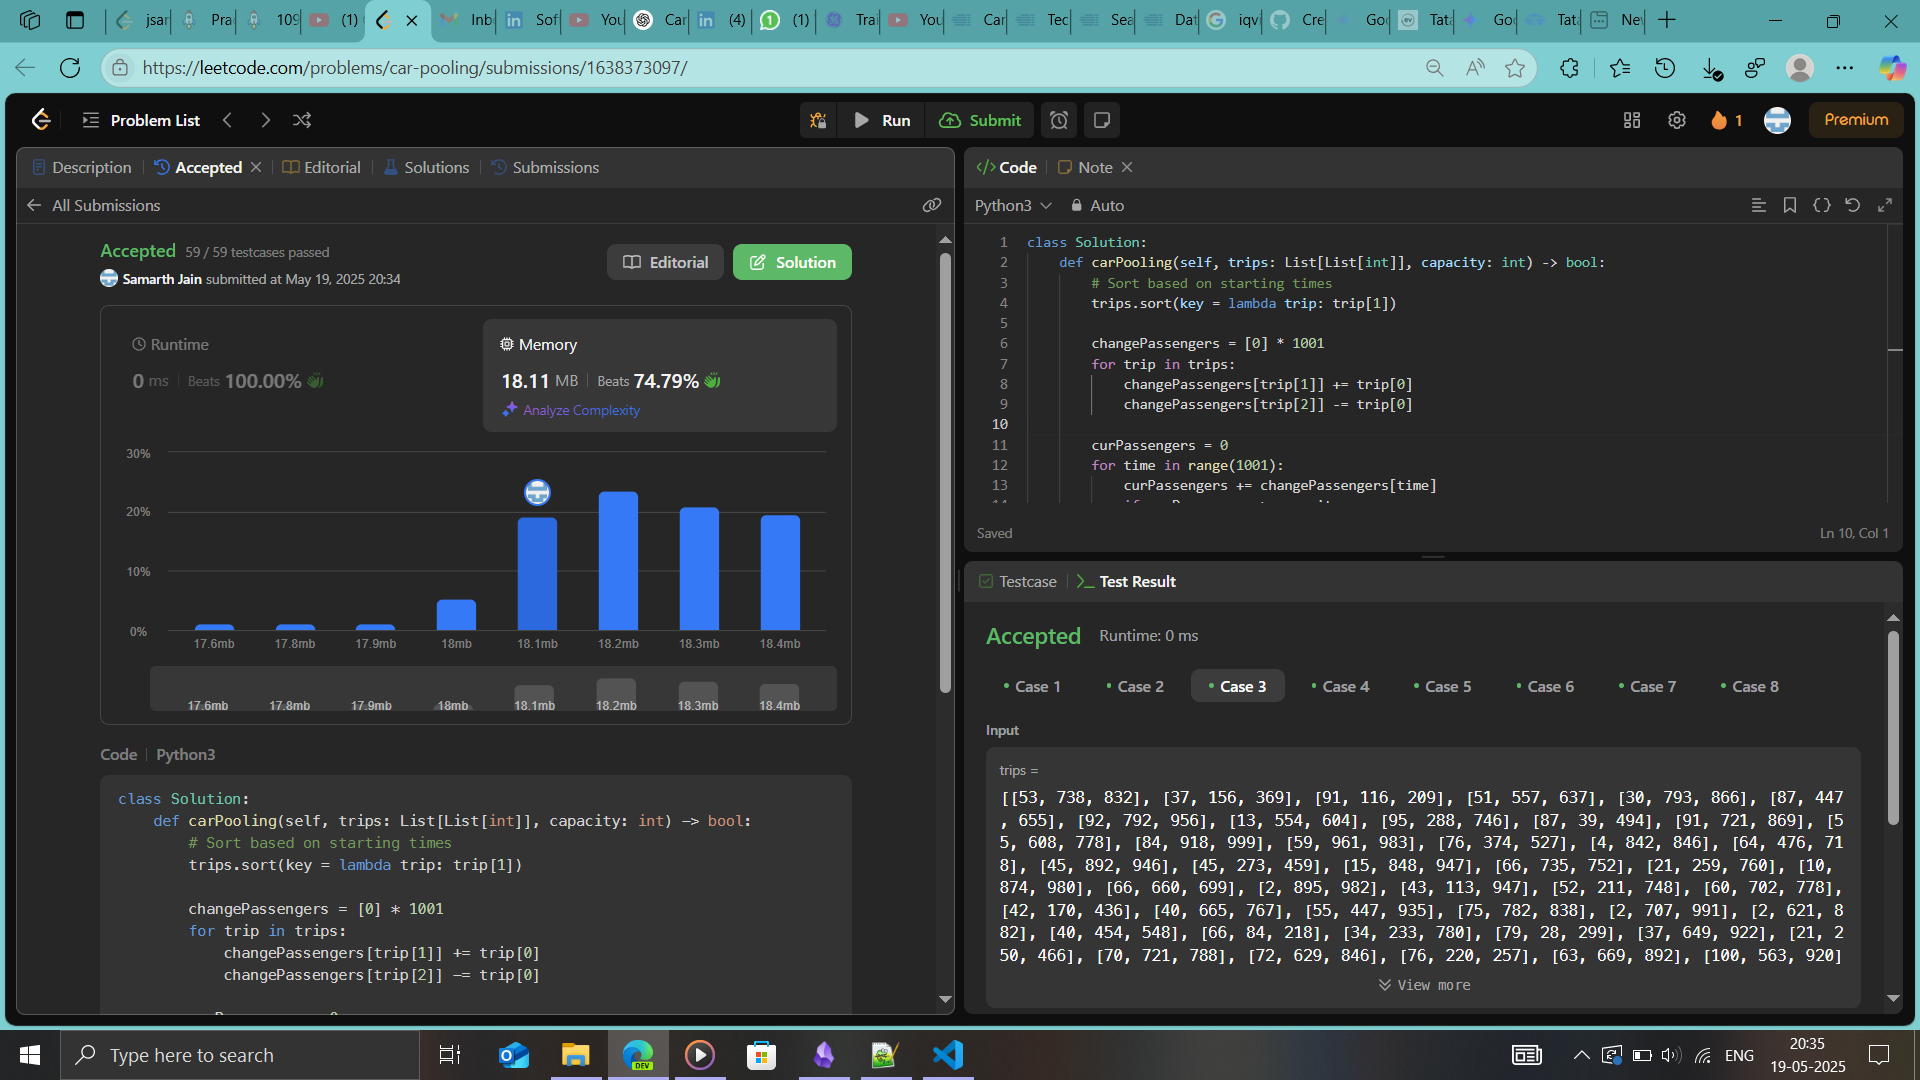 jsar
Pra
109
(1)
Inb
Sof
You
Car
(4)
(1)
Trai
You
Car
Tec
Sea
Dat
iqvi
Cre
Goo
Tata
Goo
Tata
Nev
https://leetcode.com/problems/car-pooling/submissions/1638373097/
Problem List
Run
Submit
1
Premium
Description
Accepted
Editorial
Solutions
Submissions
All Submissions
Accepted 59 / 59 testcases passed
Samarth Jain submitted at May 19, 2025 20:34
Editorial
Solution
Runtime
0 ms Beats 100.00%
Memory
18.11 MB Beats 74.79%
Analyze Complexity
30%
20%
10%
0%
17.6mb 17.8mb 17.9mb 18mb 18.1mb 18.2mb 18.3mb 18.4mb
17.6mb 17.8mb 17.9mb 18mb 18.1mb 18.2mb 18.3mb 18.4mb
Code Python3
class Solution:
def carPooling(self, trips: List[List[int]], capacity: int) -> bool:
# Sort based on starting times
trips.sort(key = lambda trip: trip[1])
changePassengers = [0] * 1001
for trip in trips:
changePassengers[trip[1]] += trip[0]
changePassengers[trip[2]] -= trip[0]
Code
Note
Python3
Auto
1 class Solution:
2 def carPooling(self, trips: List[List[int]], capacity: int) -> bool:
3 # Sort based on starting times
4 trips.sort(key = lambda trip: trip[1])
5
6 changePassengers = [0] * 1001
7 for trip in trips:
8 changePassengers[trip[1]] += trip[0]
9 changePassengers[trip[2]] -= trip[0]
10
11 curPassengers = 0
12 for time in range(1001):
13 curPassengers += changePassengers[time]
Saved
Ln 10, Col 1
Testcase
Test Result
Accepted Runtime: 0 ms
Case 1
Case 2
Case 3
Case 4
Case 5
Case 6
Case 7
Case 8
Input
trips =
[[53, 738, 832], [37, 156, 369], [91, 116, 209], [51, 557, 637], [30, 793, 866], [87, 447
, 655], [92, 792, 956], [13, 554, 604], [95, 288, 746], [87, 39, 494], [91, 721, 869], [5
5, 608, 778], [84, 918, 999], [59, 961, 983], [76, 374, 527], [4, 842, 846], [64, 476, 71
8], [45, 892, 946], [45, 273, 459], [15, 848, 947], [66, 735, 752], [21, 259, 760], [10,
874, 980], [66, 660, 699], [2, 895, 982], [43, 113, 947], [52, 211, 748], [60, 702, 778],
[42, 170, 436], [40, 665, 767], [55, 447, 935], [75, 782, 838], [2, 707, 991], [2, 621, 8
82], [40, 454, 548], [66, 84, 218], [34, 233, 780], [79, 28, 299], [37, 649, 922], [21, 2
50, 466], [70, 721, 788], [72, 629, 846], [76, 220, 257], [63, 669, 892], [100, 563, 920]
View more
Type here to search
DEV
ENG
20:35
19-05-2025